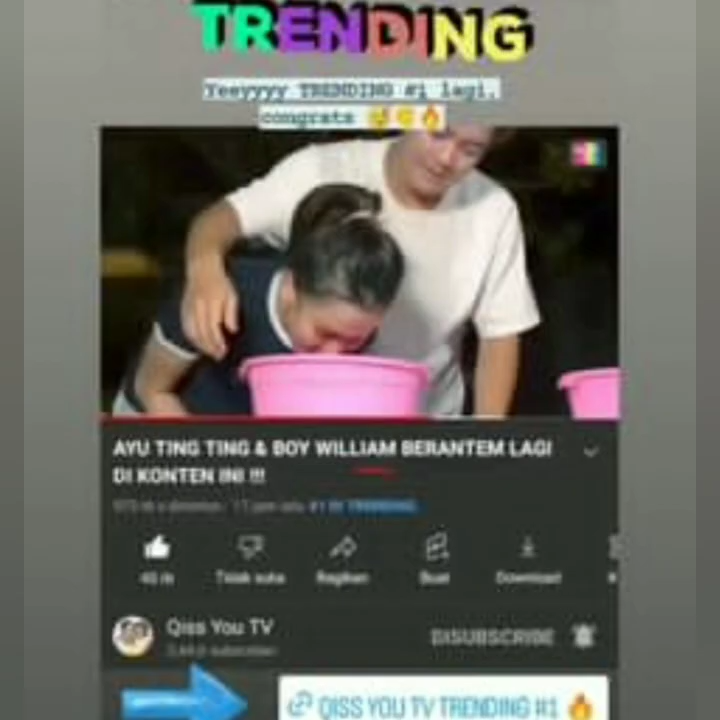 TRENDING
Yeeyyyy TRENDING #1 lagi,
congrats
AYU TING TING & BOY WILLIAM BERANTEM LAGI
DI KONTEN INI !!!
#1 DI TRENDING
Tidak suka Bagikan Buat Download
Qiss You TV
DISUBSCRIBE
QISS YOU TV TRENDING #1